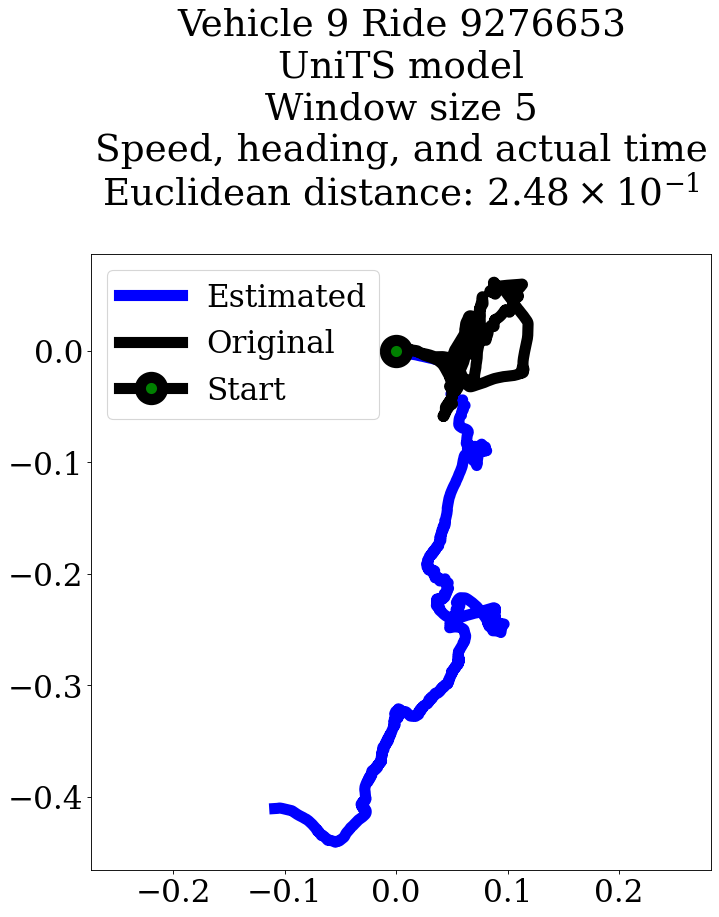 Vehicle 9 Ride 9276653
UniTS model
Window size 5
Speed, heading, and actual time
Euclidean distance: 2.48 × 10⁻¹
Estimated
Original
Start
0.0
−0.1
−0.2
−0.3
−0.4
−0.2 −0.1 0.0 0.1 0.2